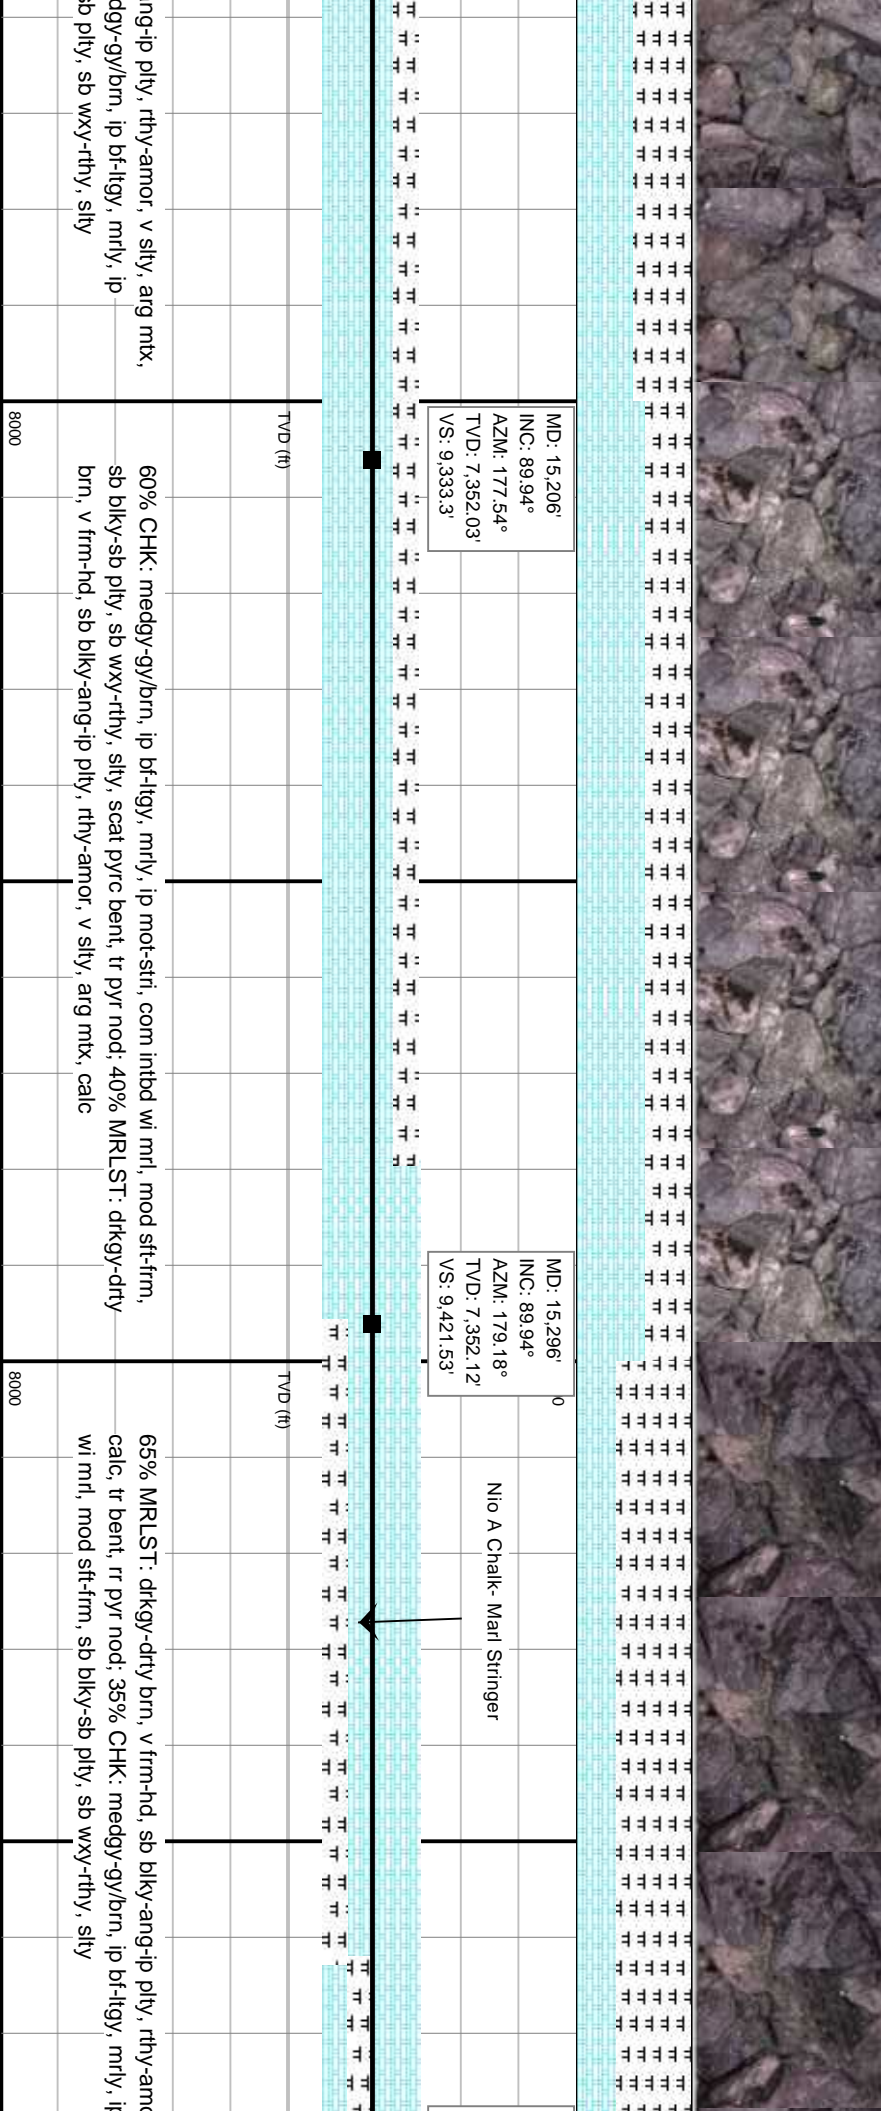 ang-ip plty, rthy-amor, v slty, arg mtx,
dgy-gy/brn, ip bf-ltgy, mrly, ip
sb plty, sb wxy-rthy, slty
MD: 15,206'
INC: 89.94°
AZM: 177.54°
TVD: 7,352.03'
VS: 9,333.3'
TVD (ft)
8000
60% CHK: medgy-gy/brn, ip bf-ltgy, mrly, ip mot-stri, com intbd wi mrl, mod sft-frm,
sb blky-sb plty, sb wxy-rthy, slty, scat pyrc bent, tr pyr nod; 40% MRLST: drkgy-drty
brn, v frm-hd, sb blky-ang-ip plty, rthy-amor, v slty, arg mtx, calc
MD: 15,296'
INC: 89.94°
AZM: 179.18°
TVD: 7,352.12'
VS: 9,421.53'
0
TVD (ft)
8000
Nio A Chalk- Marl Stringer
65% MRLST: drkgy-drty brn, v frm-hd, sb blky-ang-ip plty, rthy-amo
calc, tr bent, rr pyr nod; 35% CHK: medgy-gy/brn, ip bf-ltgy, mrly, ip
wi mrl, mod sft-frm, sb blky-sb plty, sb wxy-rthy, slty